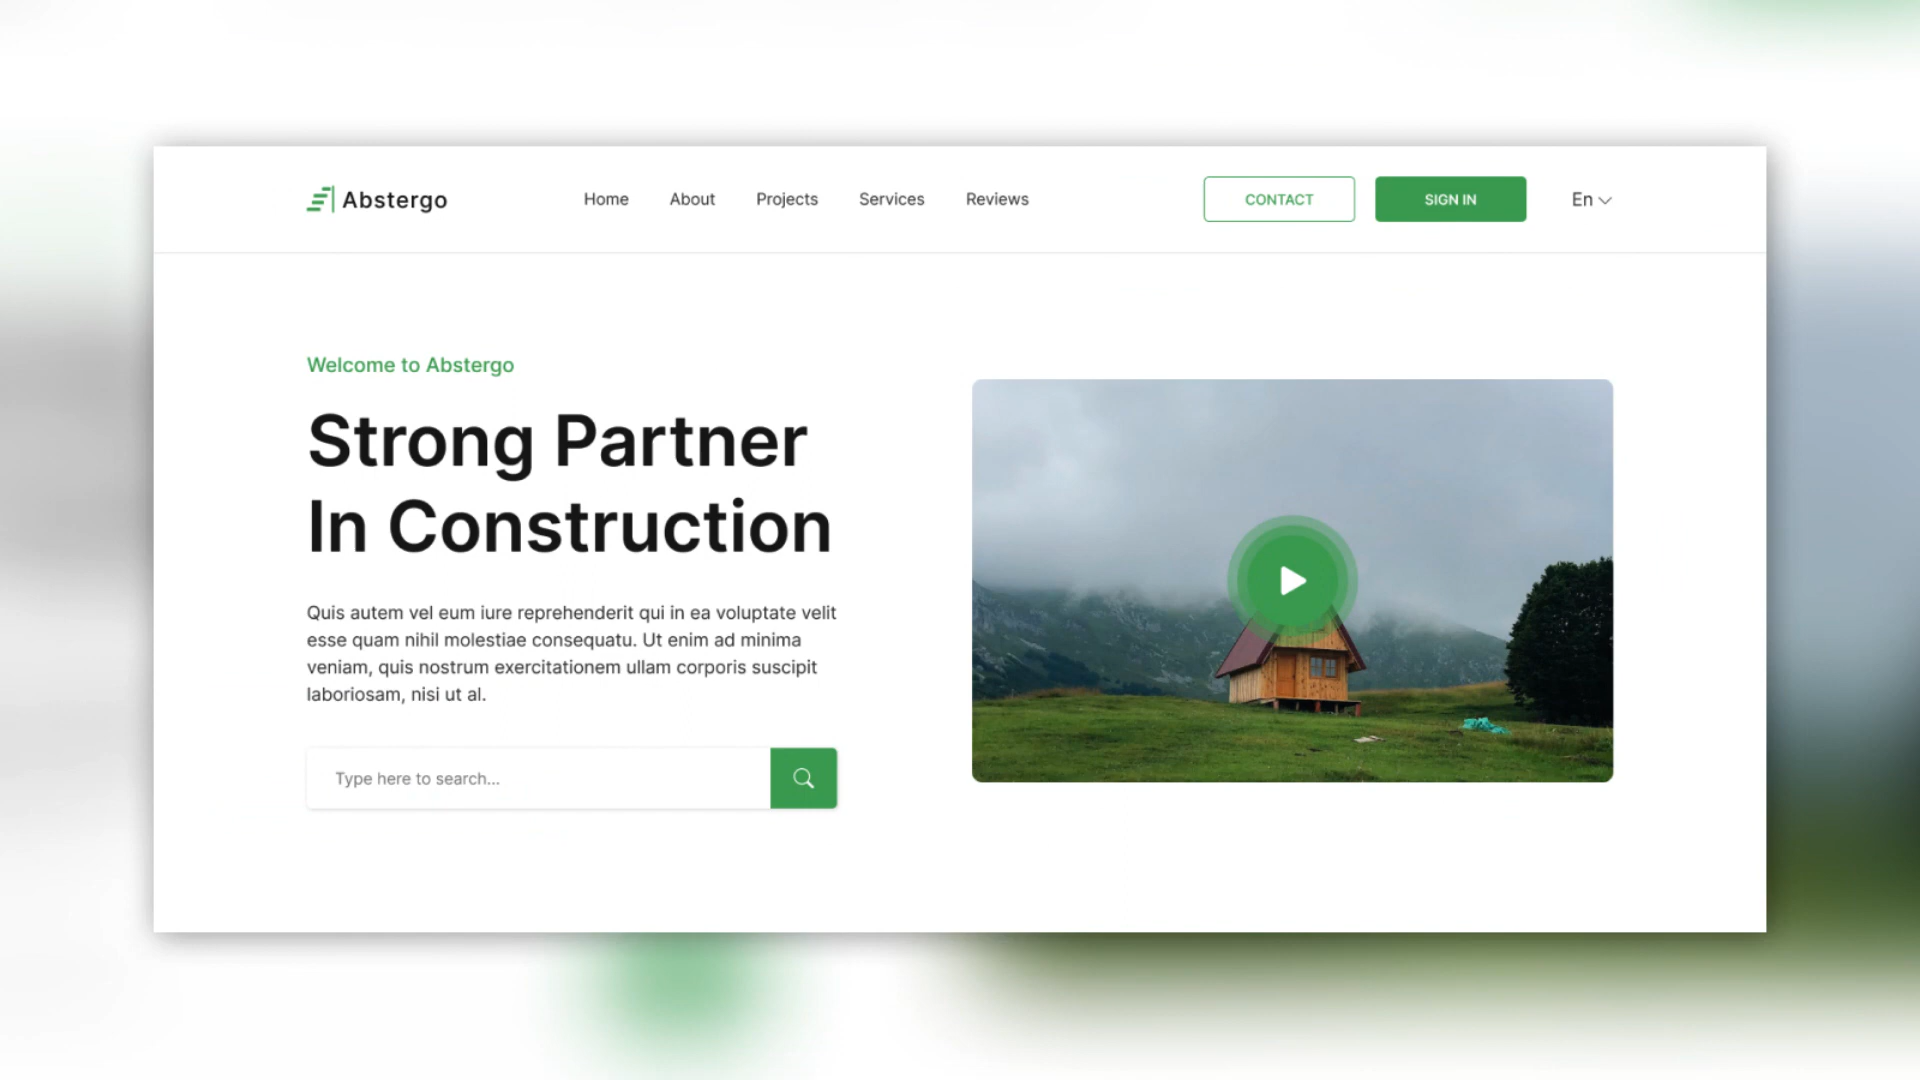 Abstergo
Home
About
Projects
Services
Reviews
CONTACT
SIGN IN
En
Welcome to Abstergo
Strong Partner
In Construction
Quis autem vel eum iure reprehenderit qui in ea voluptate velit
esse quam nihil molestiae consequatu. Ut enim ad minima
veniam, quis nostrum exercitationem ullam corporis suscipit
laboriosam, nisi ut al.
Type here to search...